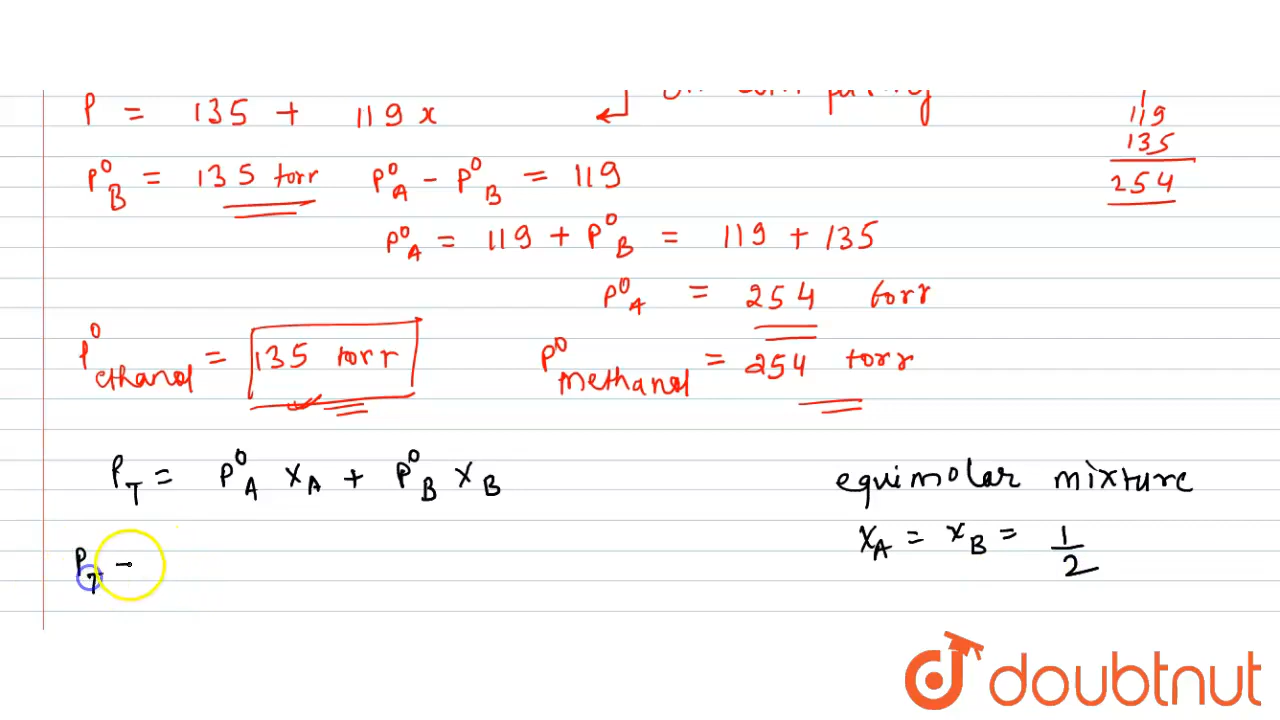 P = 135 + 119x
119
135
254
P⁰B = 135 torr P⁰A - P⁰B = 119
P⁰A = 119 + P⁰B = 119 + 135
P⁰A = 254 torr
P⁰ethanol = 135 torr P⁰Methanol = 254 torr
PT = P⁰A XA + P⁰B XB
equimolar mixture
XA = XB = 1/2
PT -
doubtnut